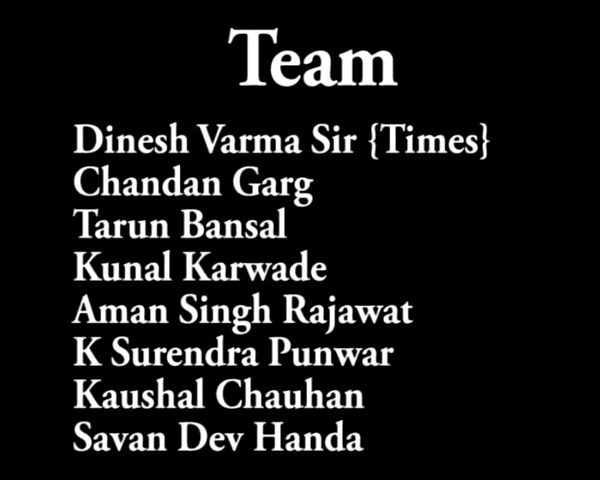 Team
Dinesh Varma Sir {Times}
Chandan Garg
Tarun Bansal
Kunal Karwade
Aman Singh Rajawat
K Surendra Punwar
Kaushal Chauhan
Savan Dev Handa